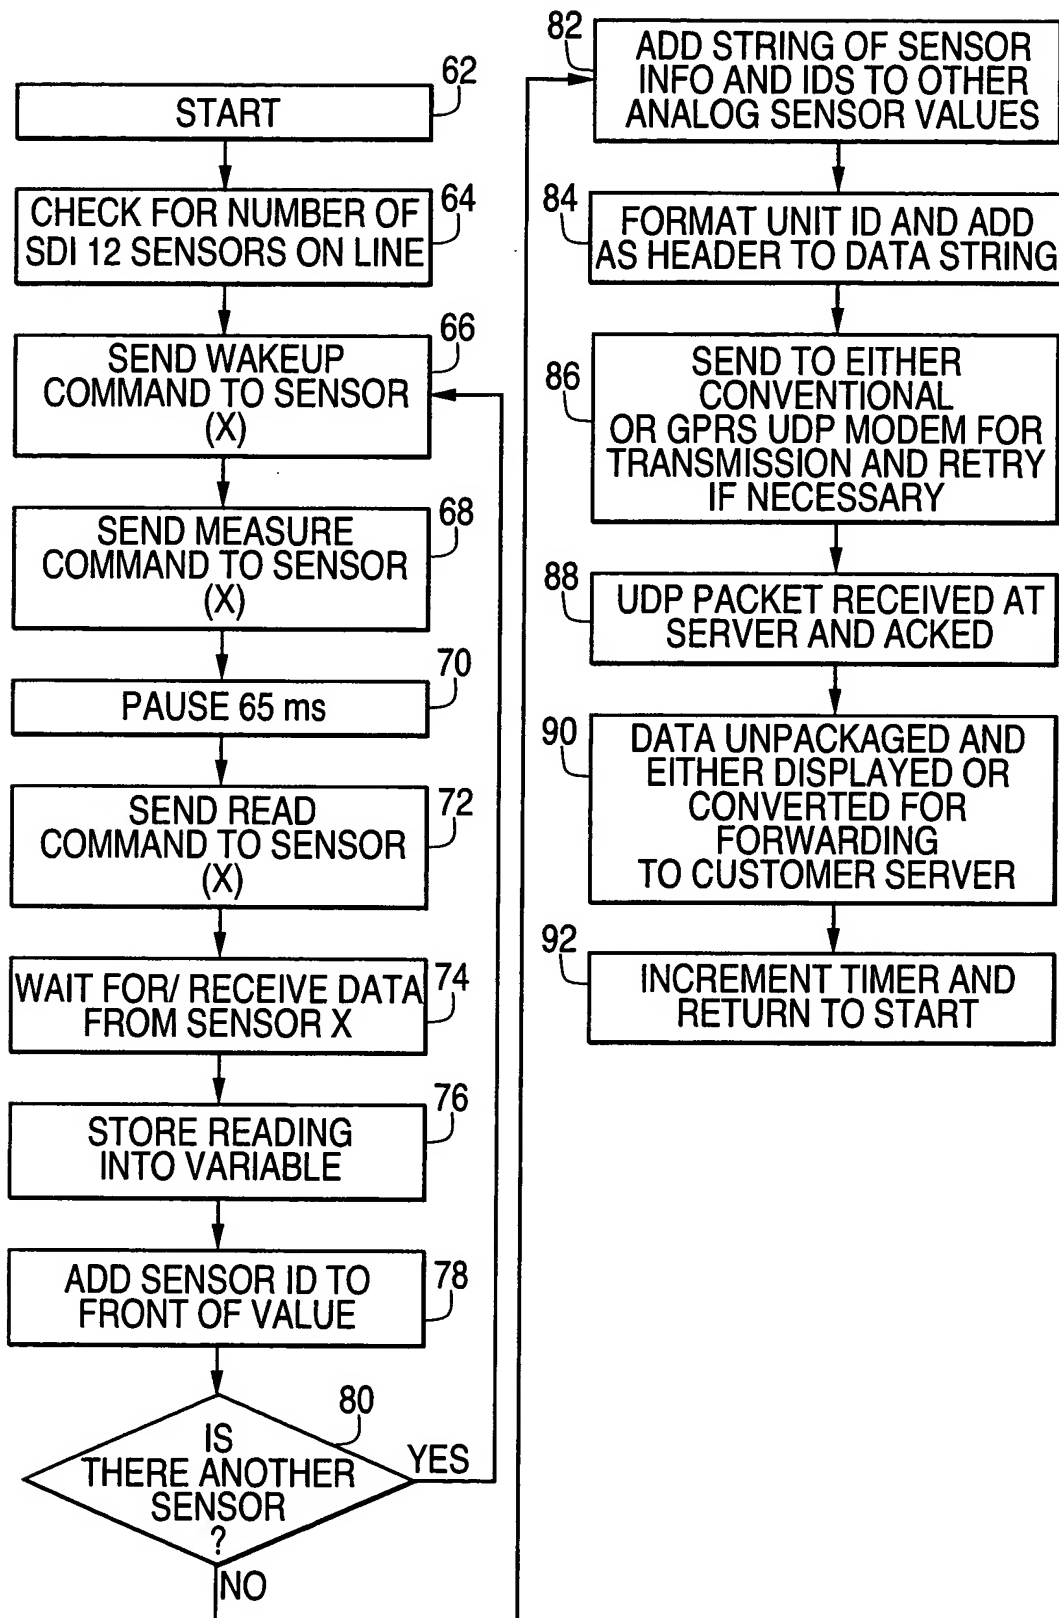 62
START
64
CHECK FOR NUMBER OF
SDI 12 SENSORS ON LINE
66
SEND WAKEUP
COMMAND TO SENSOR
(X)
68
SEND MEASURE
COMMAND TO SENSOR
(X)
70
PAUSE 65 ms
72
SEND READ
COMMAND TO SENSOR
(X)
74
WAIT FOR/ RECEIVE DATA
FROM SENSOR X
76
STORE READING
INTO VARIABLE
78
ADD SENSOR ID TO
FRONT OF VALUE
80
IS
THERE ANOTHER
SENSOR
?
YES
NO
82
ADD STRING OF SENSOR
INFO AND IDS TO OTHER
ANALOG SENSOR VALUES
84
FORMAT UNIT ID AND ADD
AS HEADER TO DATA STRING
86
SEND TO EITHER
CONVENTIONAL
OR GPRS UDP MODEM FOR
TRANSMISSION AND RETRY
IF NECESSARY
88
UDP PACKET RECEIVED AT
SERVER AND ACKED
90
DATA UNPACKAGED AND
EITHER DISPLAYED OR
CONVERTED FOR
FORWARDING
TO CUSTOMER SERVER
92
INCREMENT TIMER AND
RETURN TO START